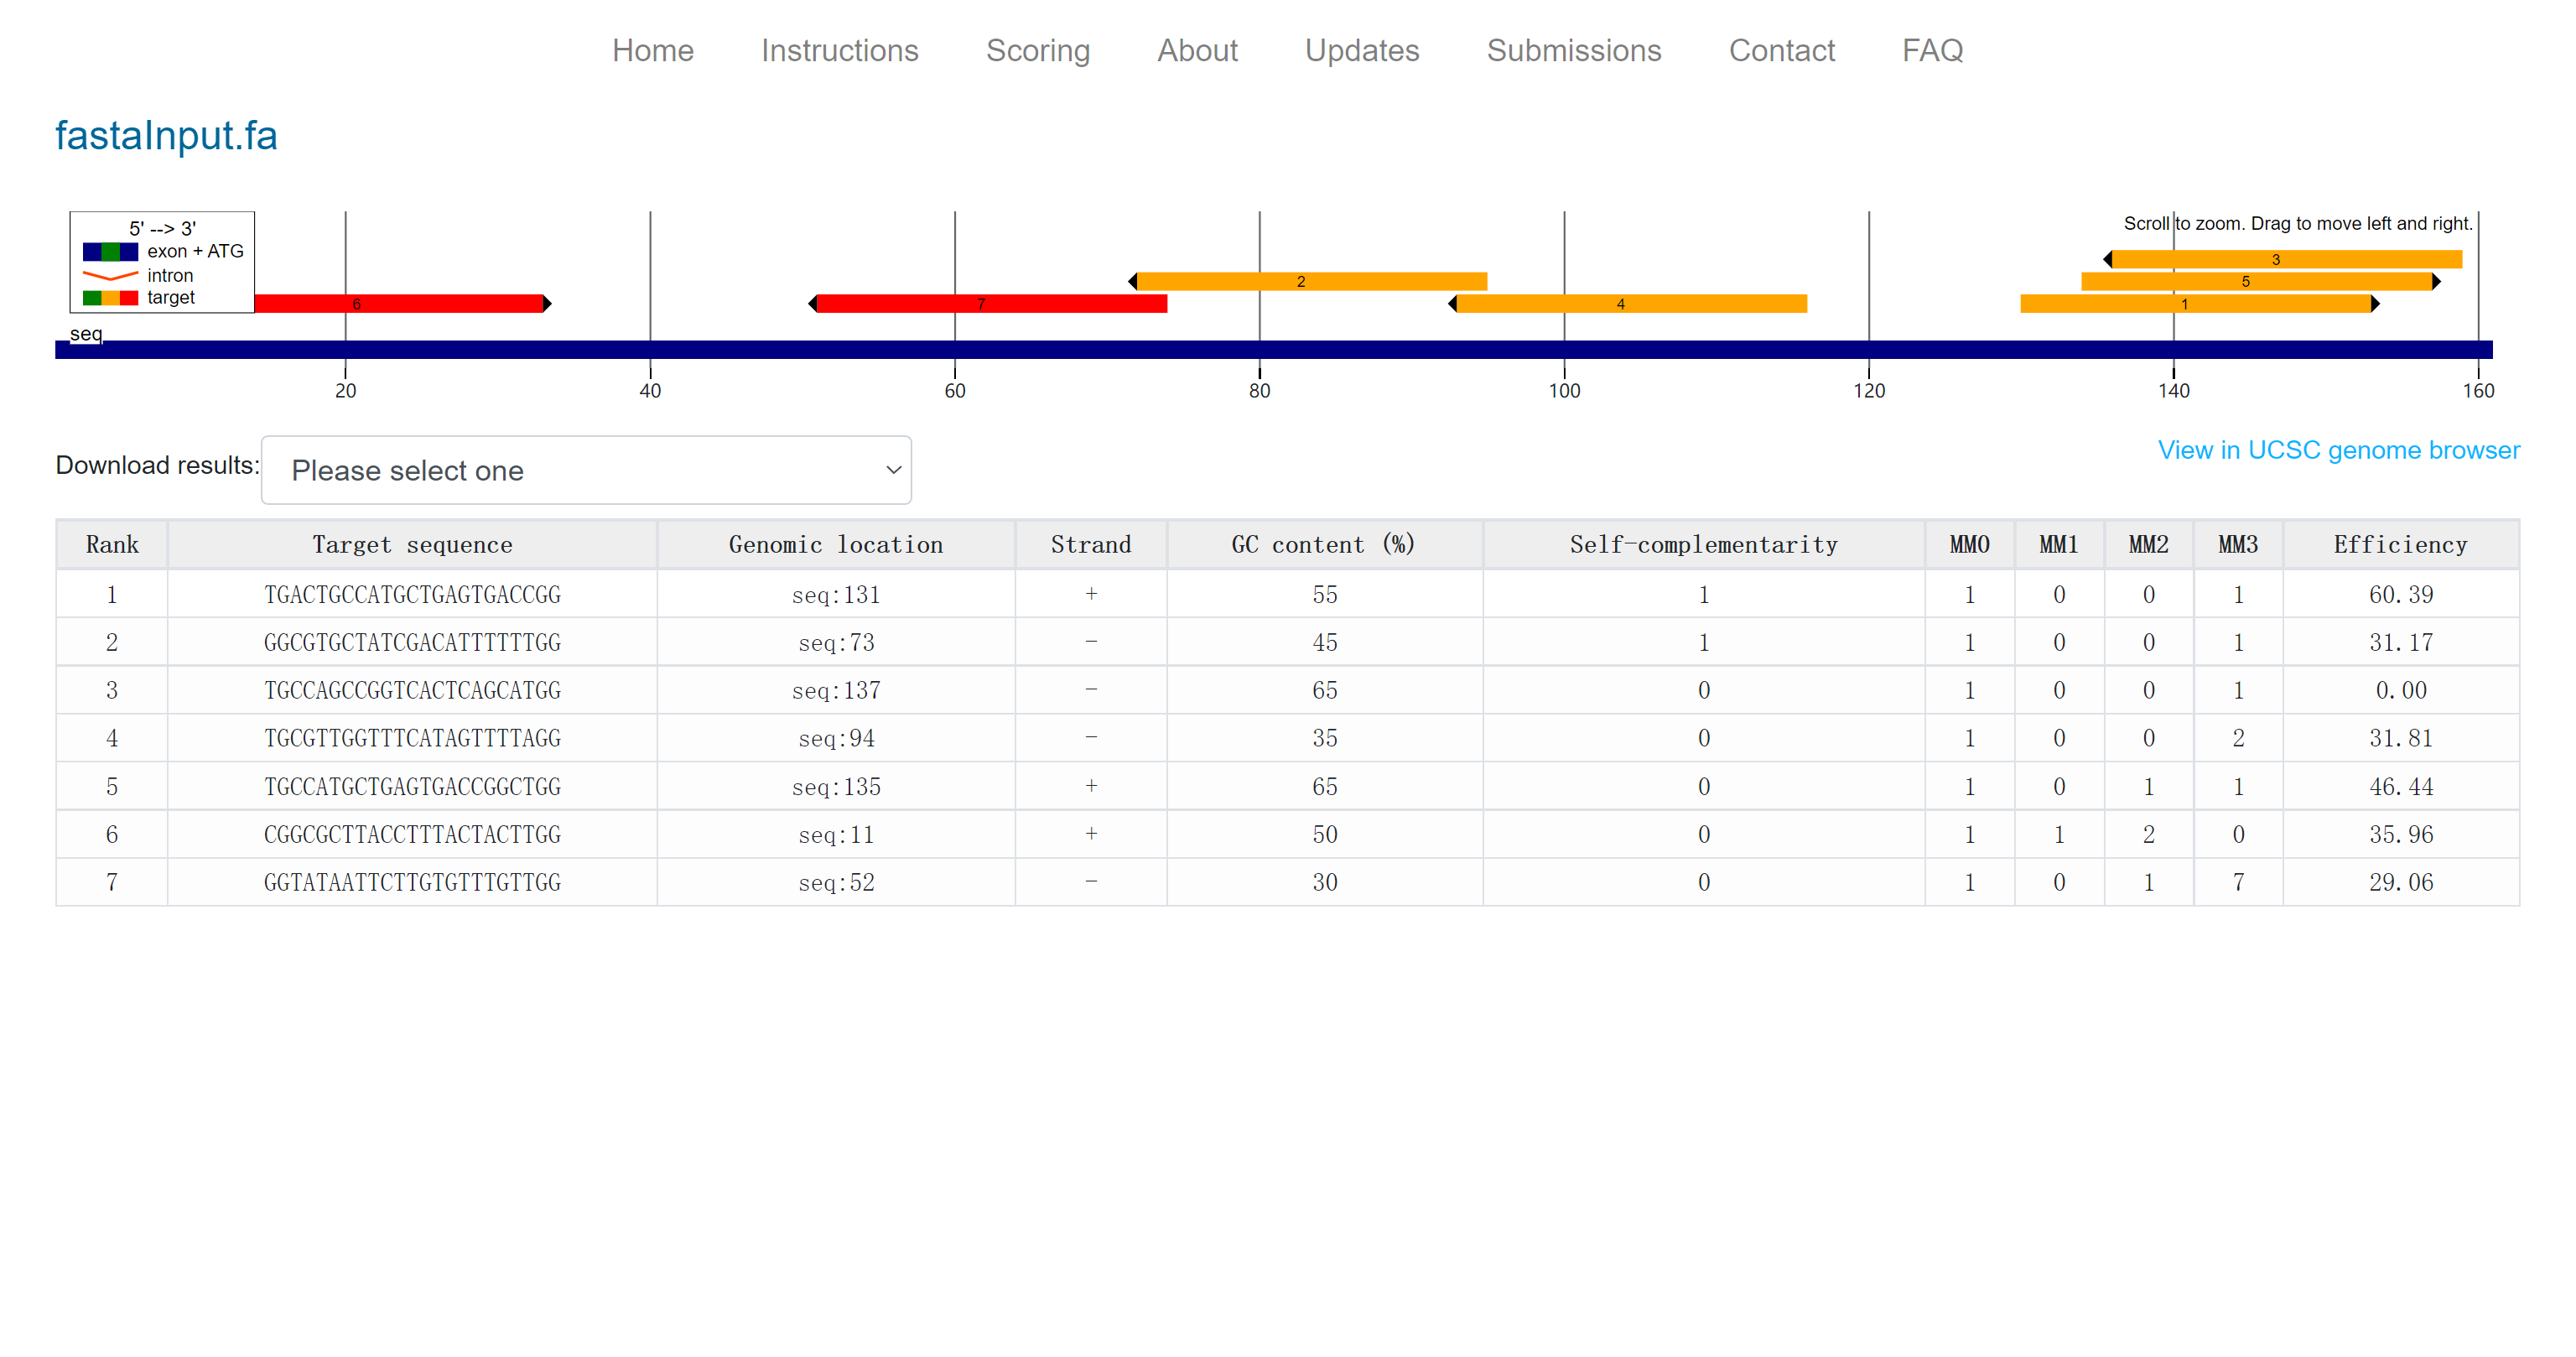 Home Instructions Scoring About Updates Submissions Contact FAQ
fastaInput.fa
5' --> 3'
exon + ATG
intron
target
Scroll to zoom. Drag to move left and right.
3
2 5
6 7 4 1
seq
20 40 60 80 100 120 140 160
Download results: Please select one
View in UCSC genome browser
Rank Target sequence Genomic location Strand GC content (%) Self-complementarity MM0 MM1 MM2 MM3 Efficiency
1 TGACTGCCATGCTGAGTGACCGG seq:131 + 55 1 1 0 0 1 60.39
2 GGCGTGCTATCGACATTTTTTGG seq:73 - 45 1 1 0 0 1 31.17
3 TGCCAGCCGGTCACTCAGCATGG seq:137 - 65 0 1 0 0 1 0.00
4 TGCGTTGGTTTCATAGTTTTAGG seq:94 - 35 0 1 0 0 2 31.81
5 TGCCATGCTGAGTGACCGGCTGG seq:135 + 65 0 1 0 1 1 46.44
6 CGGCGCTTACCTTTACTACTTGG seq:11 + 50 0 1 1 2 0 35.96
7 GGTATAATTCTTGTGTTTGTTGG seq:52 - 30 0 1 0 1 7 29.06